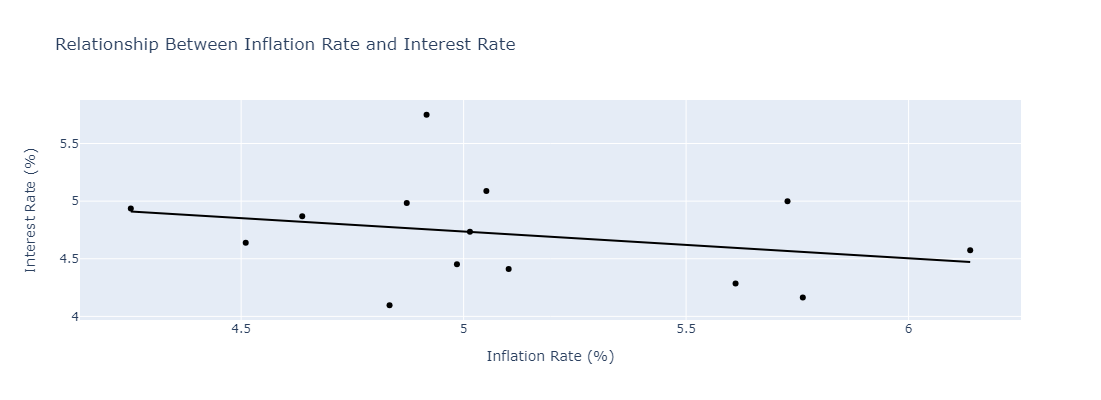 Relationship Between Inflation Rate and Interest Rate
Interest Rate (%)
5.5
5
4.5
4
4.5
5
5.5
6
Inflation Rate (%)